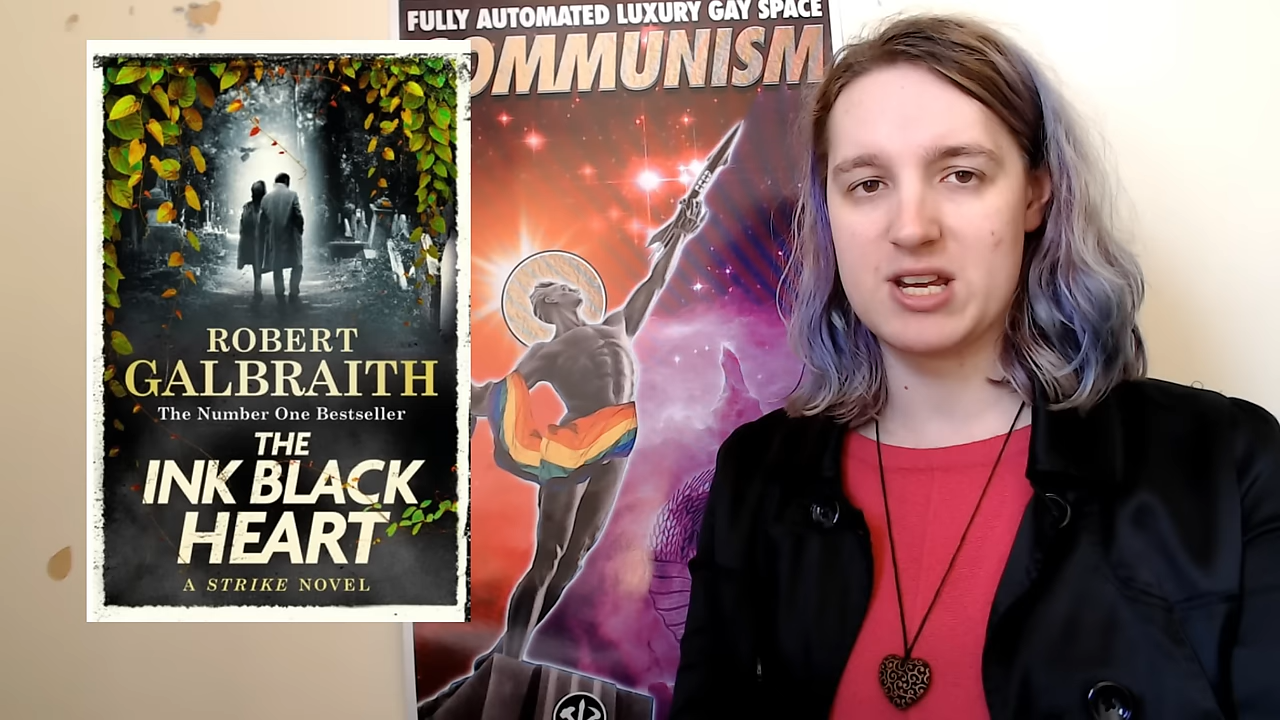 FULLY AUTOMATED LUXURY GAY SPACE
COMMUNISM
ROBERT
GALBRAITH
The Number One Bestseller
THE
INK BLACK
HEART
A STRIKE NOVEL